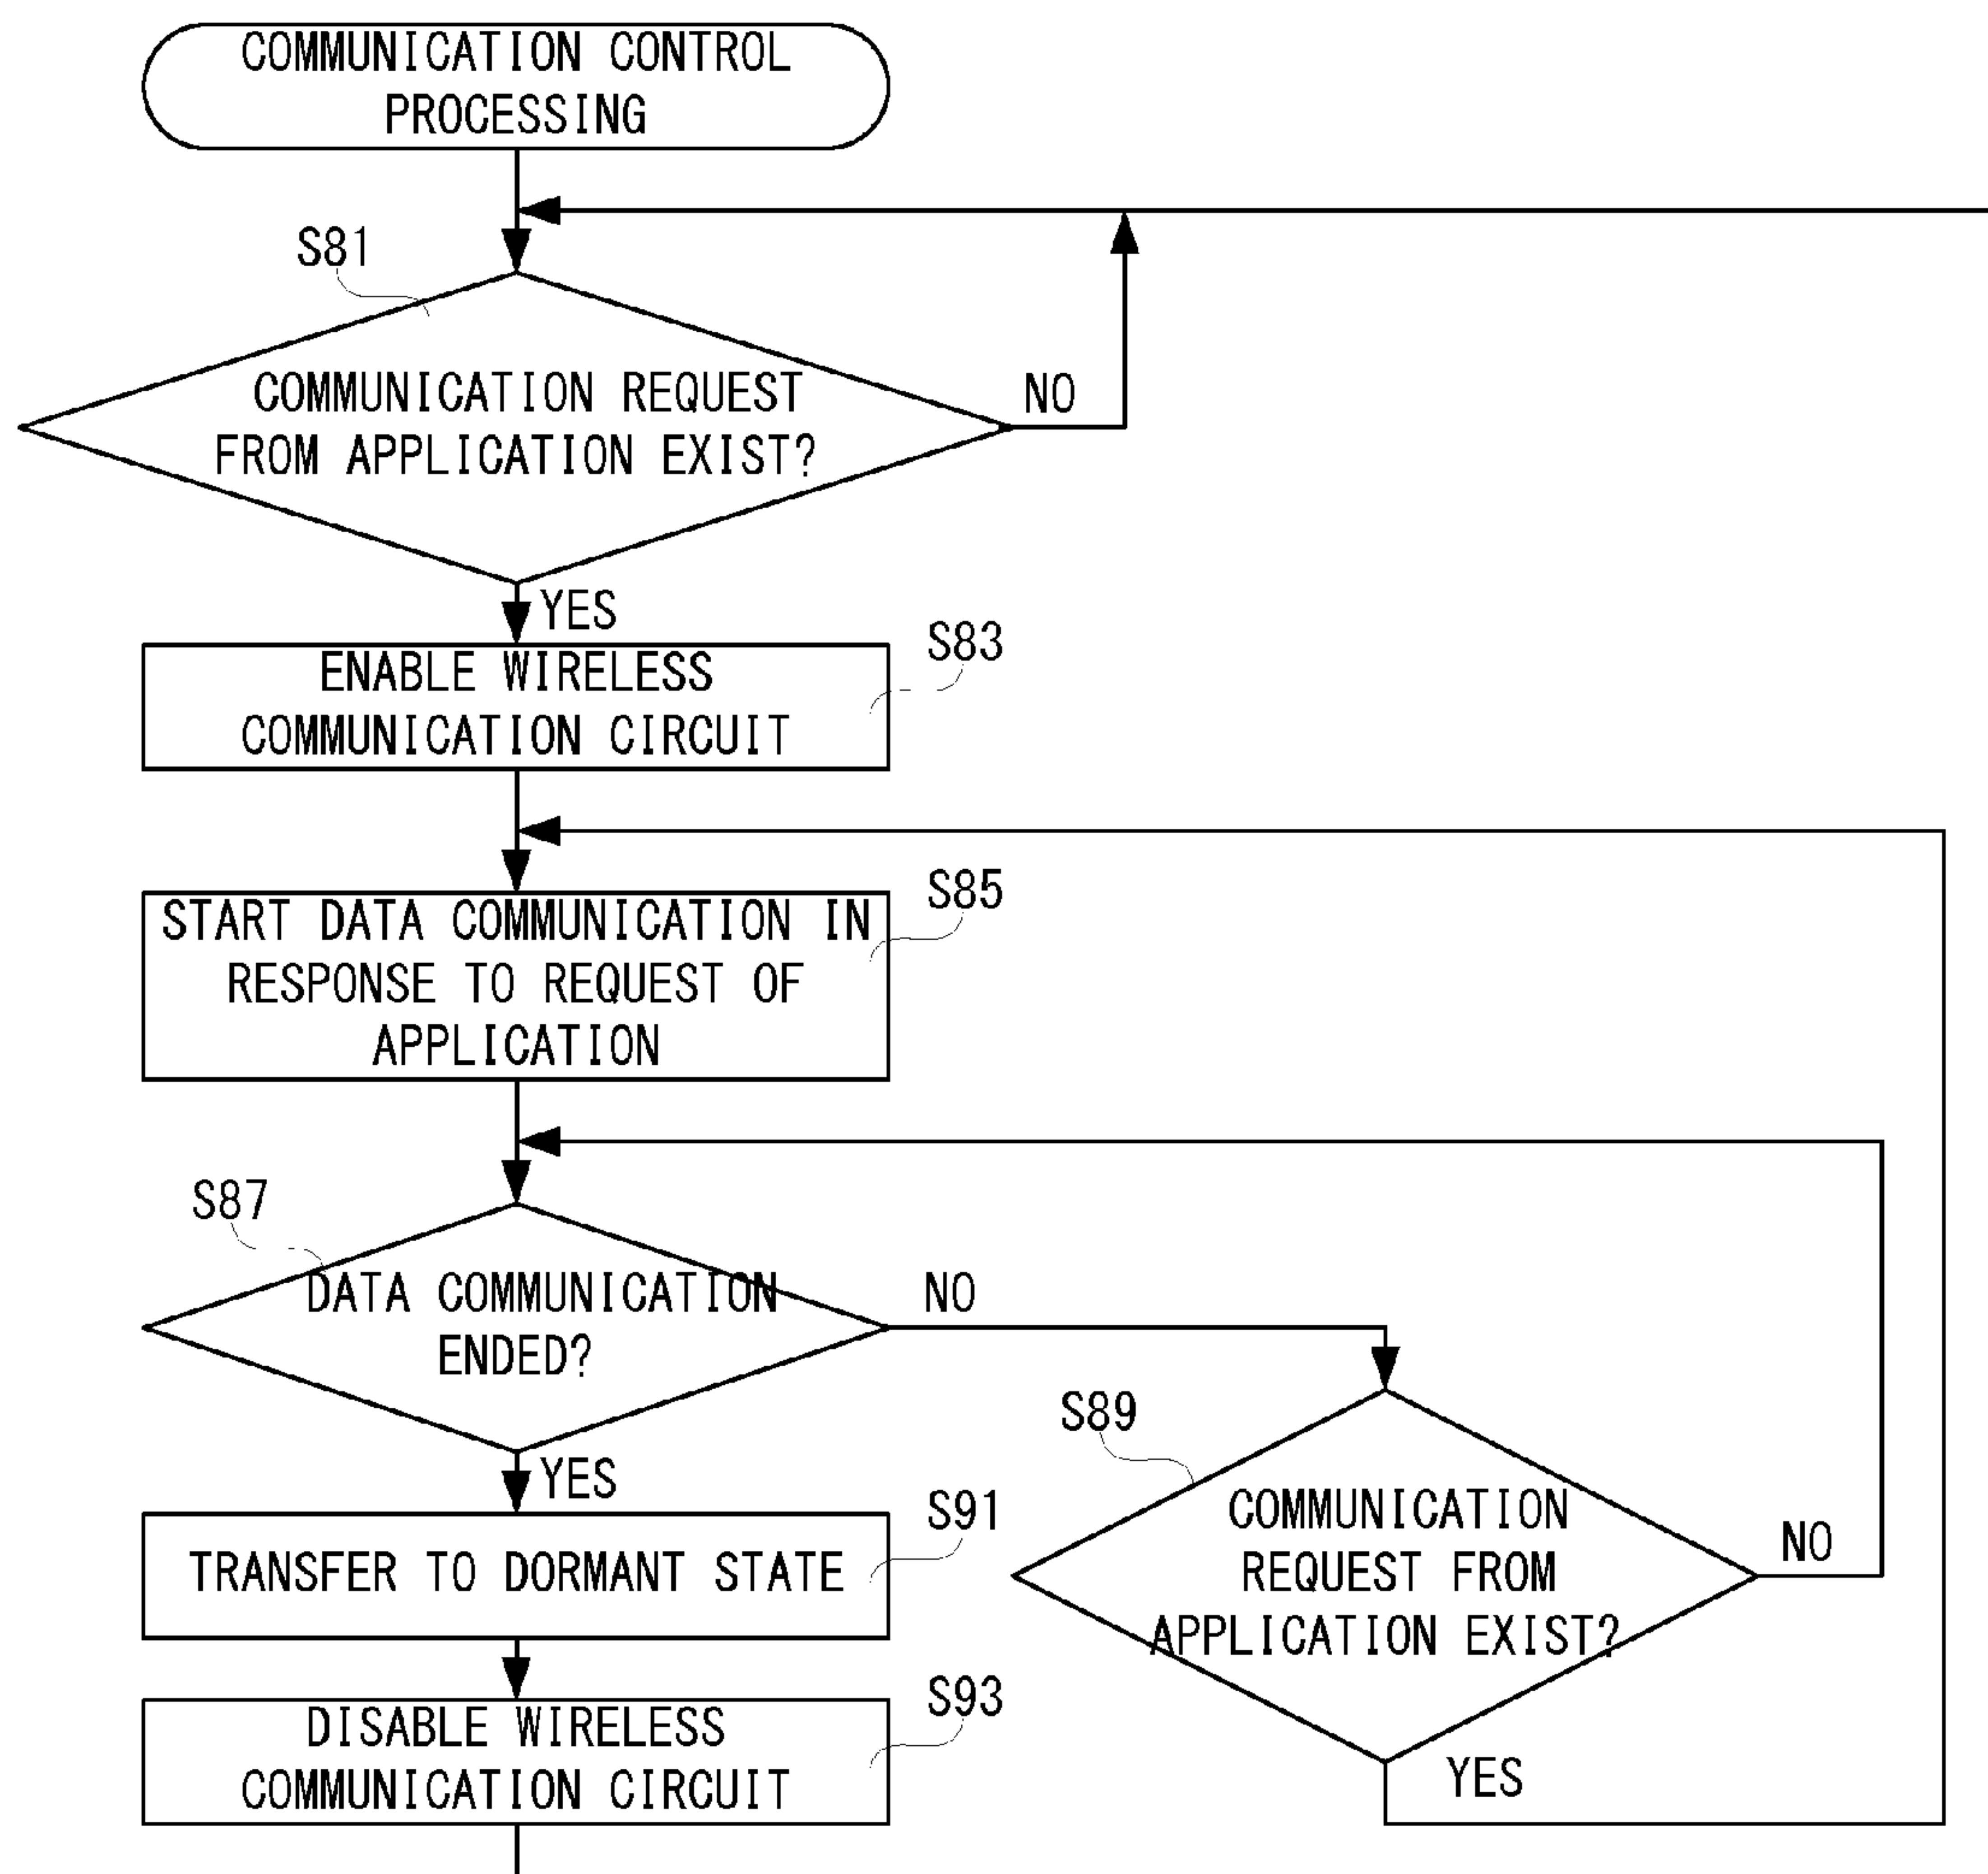 COMMUNICATION CONTROL
PROCESSING
S81
COMMUNICATION REQUEST
FROM APPLICATION EXIST?
NO
YES
S83
ENABLE WIRELESS
COMMUNICATION CIRCUIT
S85
START DATA COMMUNICATION IN
RESPONSE TO REQUEST OF
APPLICATION
S87
DATA COMMUNICATION
ENDED?
NO
YES
S89
COMMUNICATION
REQUEST FROM
APPLICATION EXIST?
NO
YES
S91
TRANSFER TO DORMANT STATE
S93
DISABLE WIRELESS
COMMUNICATION CIRCUIT